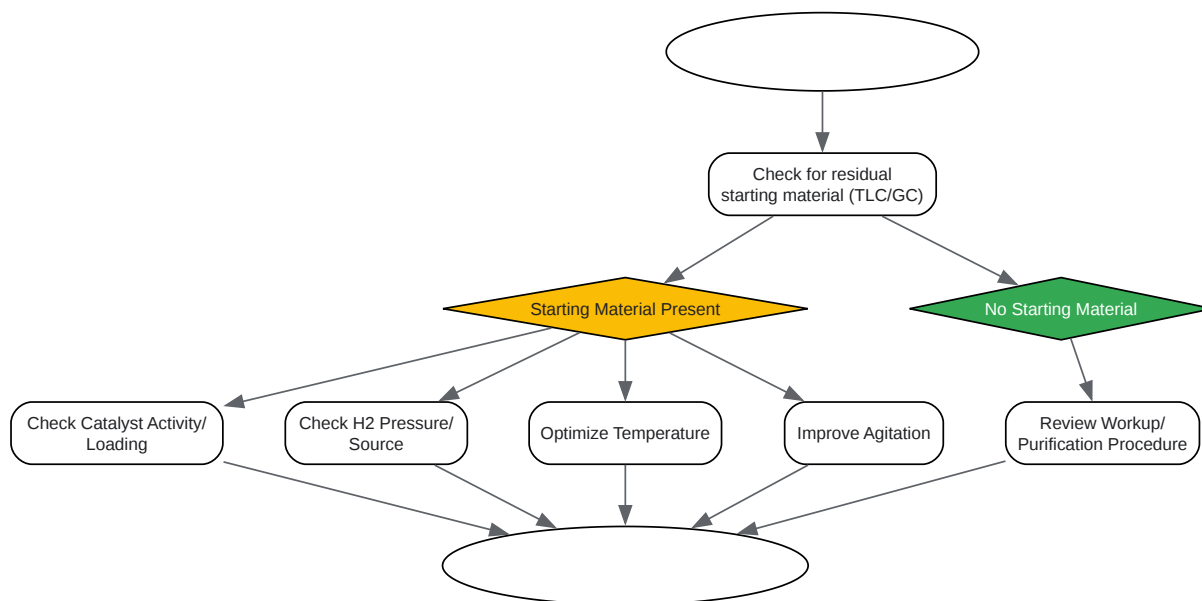 Check for residual
starting material (TLC/GC)
Starting Material Present
No Starting Material
Check Catalyst Activity/
Loading
Check H2 Pressure/
Source
Optimize Temperature
Improve Agitation
Review Workup/
Purification Procedure